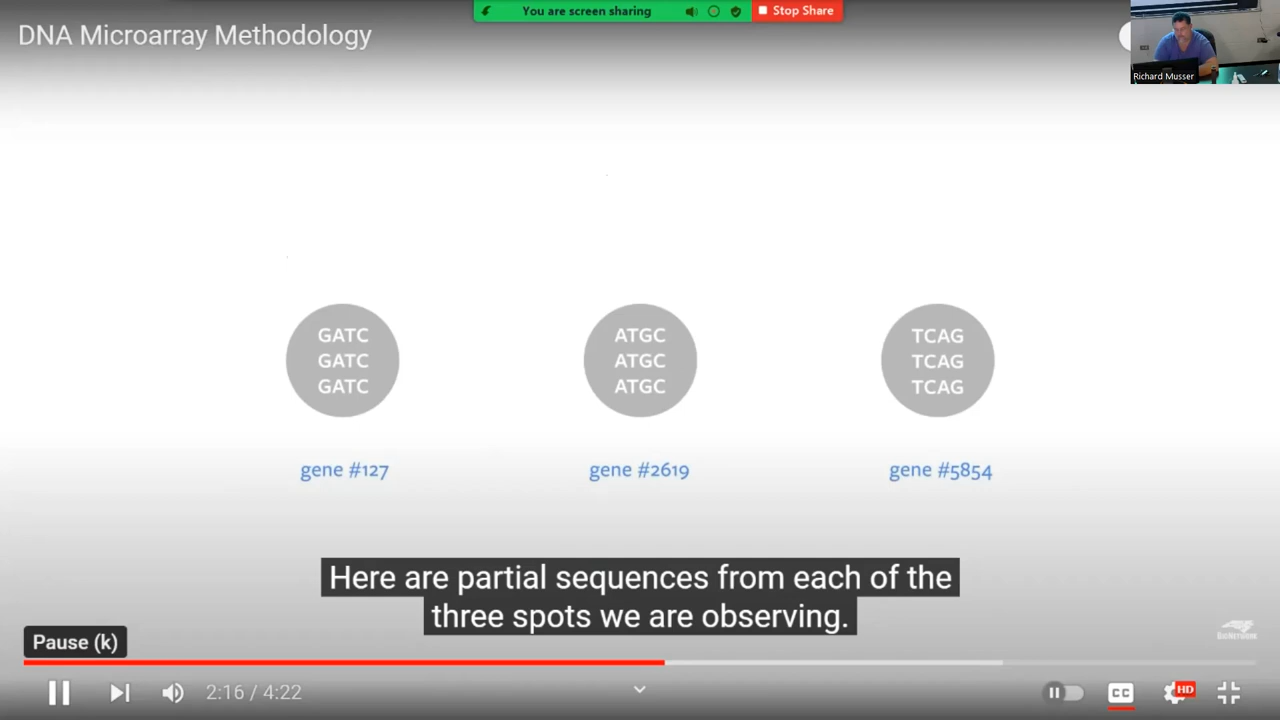 You are screen sharing
Stop Share
DNA Microarray Methodology
Richard Musser
GATC
GATC
GATC
ATGC
ATGC
ATGC
TCAG
TCAG
TCAG
gene #127
gene #2619
gene #5854
Here are partial sequences from each of the
three spots we are observing.
Pause (k)
BioNetwork
2:16 / 4:22
CC
HD